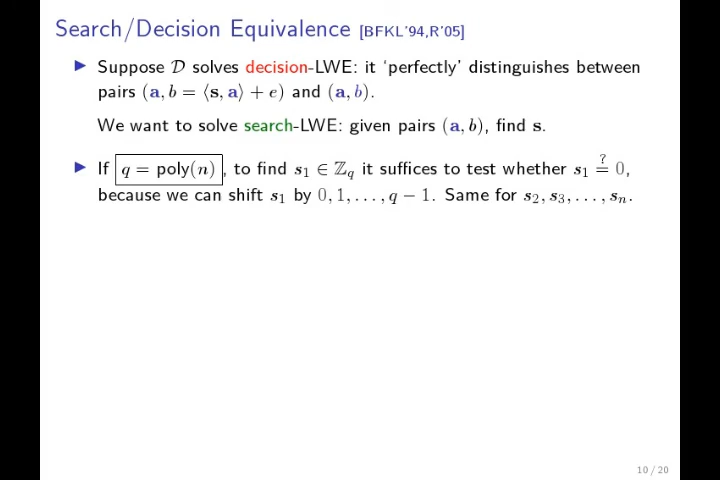 Search/Decision Equivalence [BFKL'94,R'05]
▶ Suppose 𝒟 solves decision-LWE: it ‘perfectly’ distinguishes between
pairs (a, b = ⟨s, a⟩ + e) and (a, b).
We want to solve search-LWE: given pairs (a, b), find s.
▶ If q = poly(n), to find s₁ ∈ ℤ_q it suffices to test whether s₁ ≟ 0,
because we can shift s₁ by 0, 1, . . . , q − 1. Same for s₂, s₃, . . . , sₙ.
10 / 20